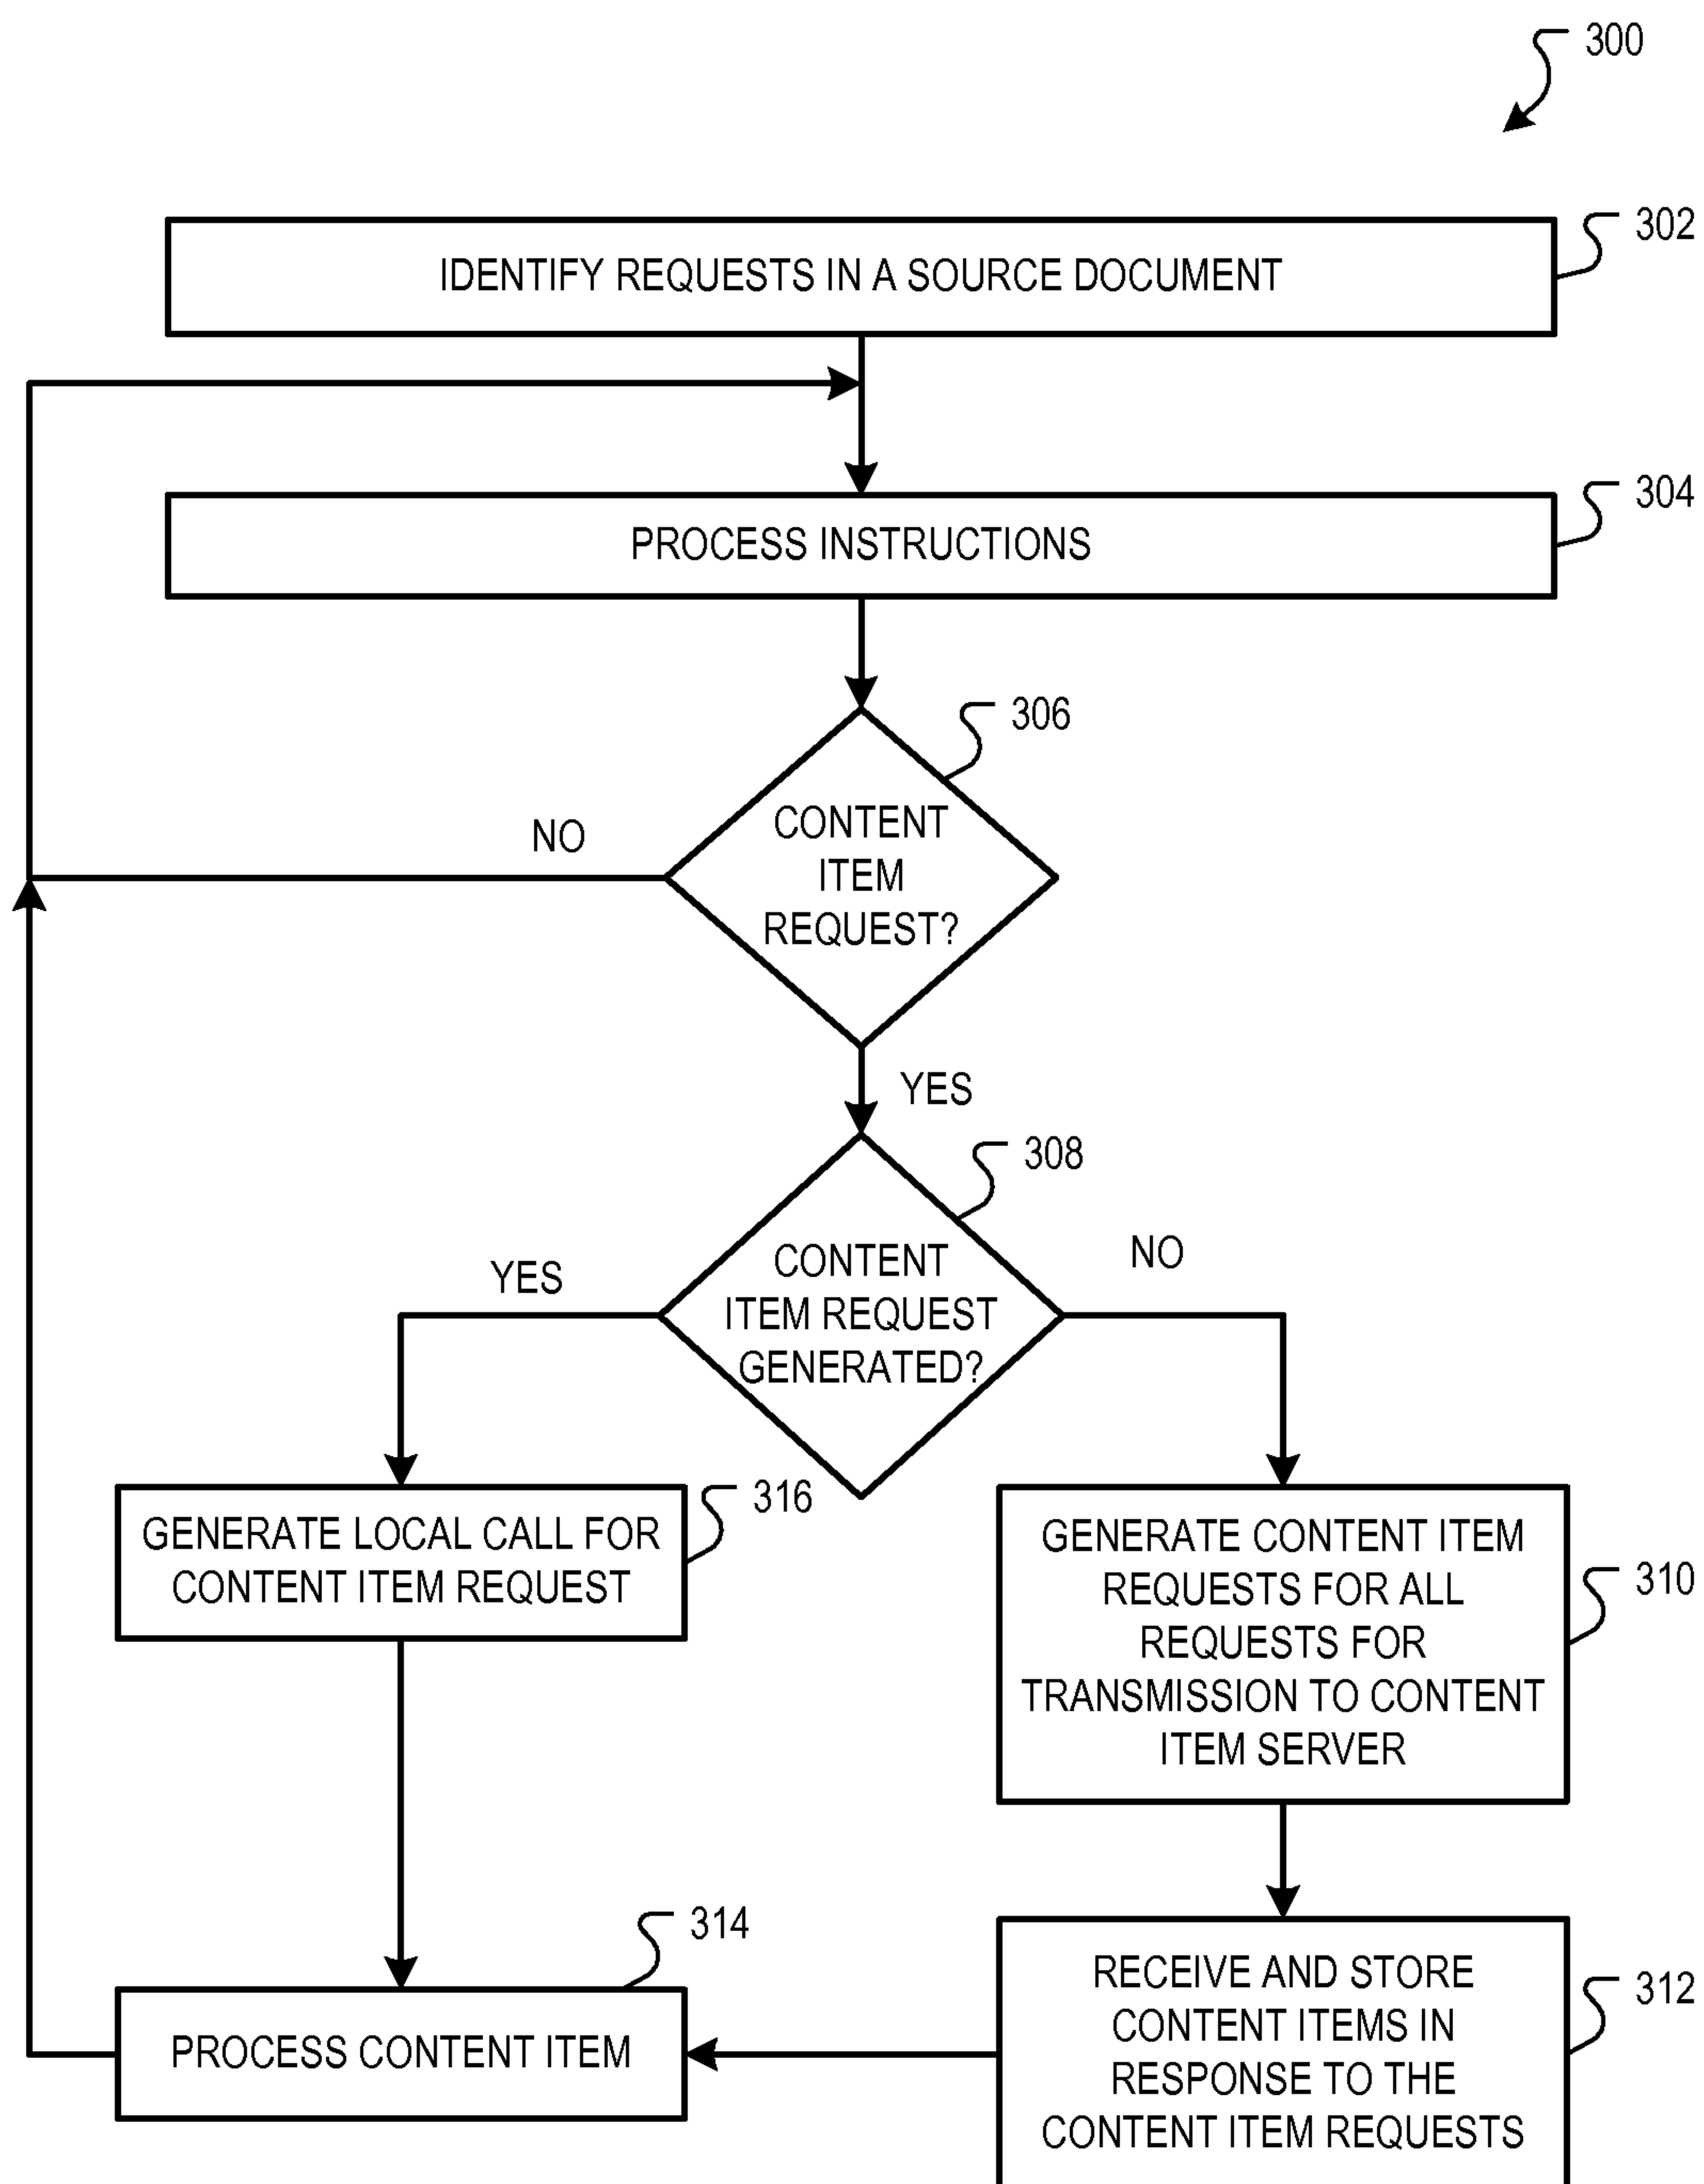 300
302
IDENTIFY REQUESTS IN A SOURCE DOCUMENT
304
PROCESS INSTRUCTIONS
306
CONTENT
ITEM
REQUEST?
NO
YES
308
CONTENT
ITEM REQUEST
GENERATED?
YES
NO
316
GENERATE LOCAL CALL FOR
CONTENT ITEM REQUEST
310
GENERATE CONTENT ITEM
REQUESTS FOR ALL
REQUESTS FOR
TRANSMISSION TO CONTENT
ITEM SERVER
314
PROCESS CONTENT ITEM
312
RECEIVE AND STORE
CONTENT ITEMS IN
RESPONSE TO THE
CONTENT ITEM REQUESTS